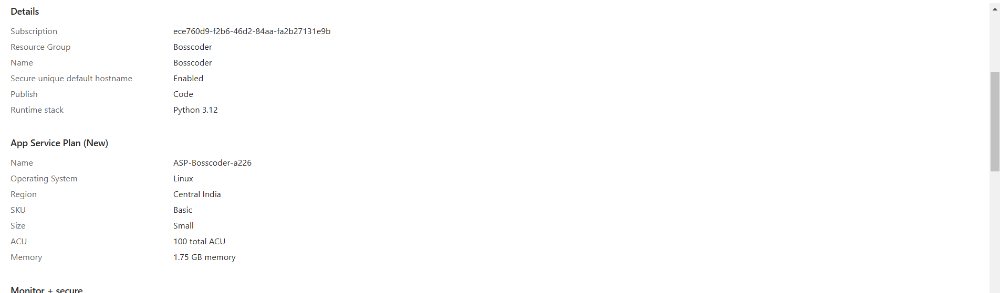 Details
Subscription ece760d9-f2b6-46d2-84aa-fa2b27131e9b
Resource Group Bosscoder
Name Bosscoder
Secure unique default hostname Enabled
Publish Code
Runtime stack Python 3.12
App Service Plan (New)
Name ASP-Bosscoder-a226
Operating System Linux
Region Central India
SKU Basic
Size Small
ACU 100 total ACU
Memory 1.75 GB memory
Monitor + secure